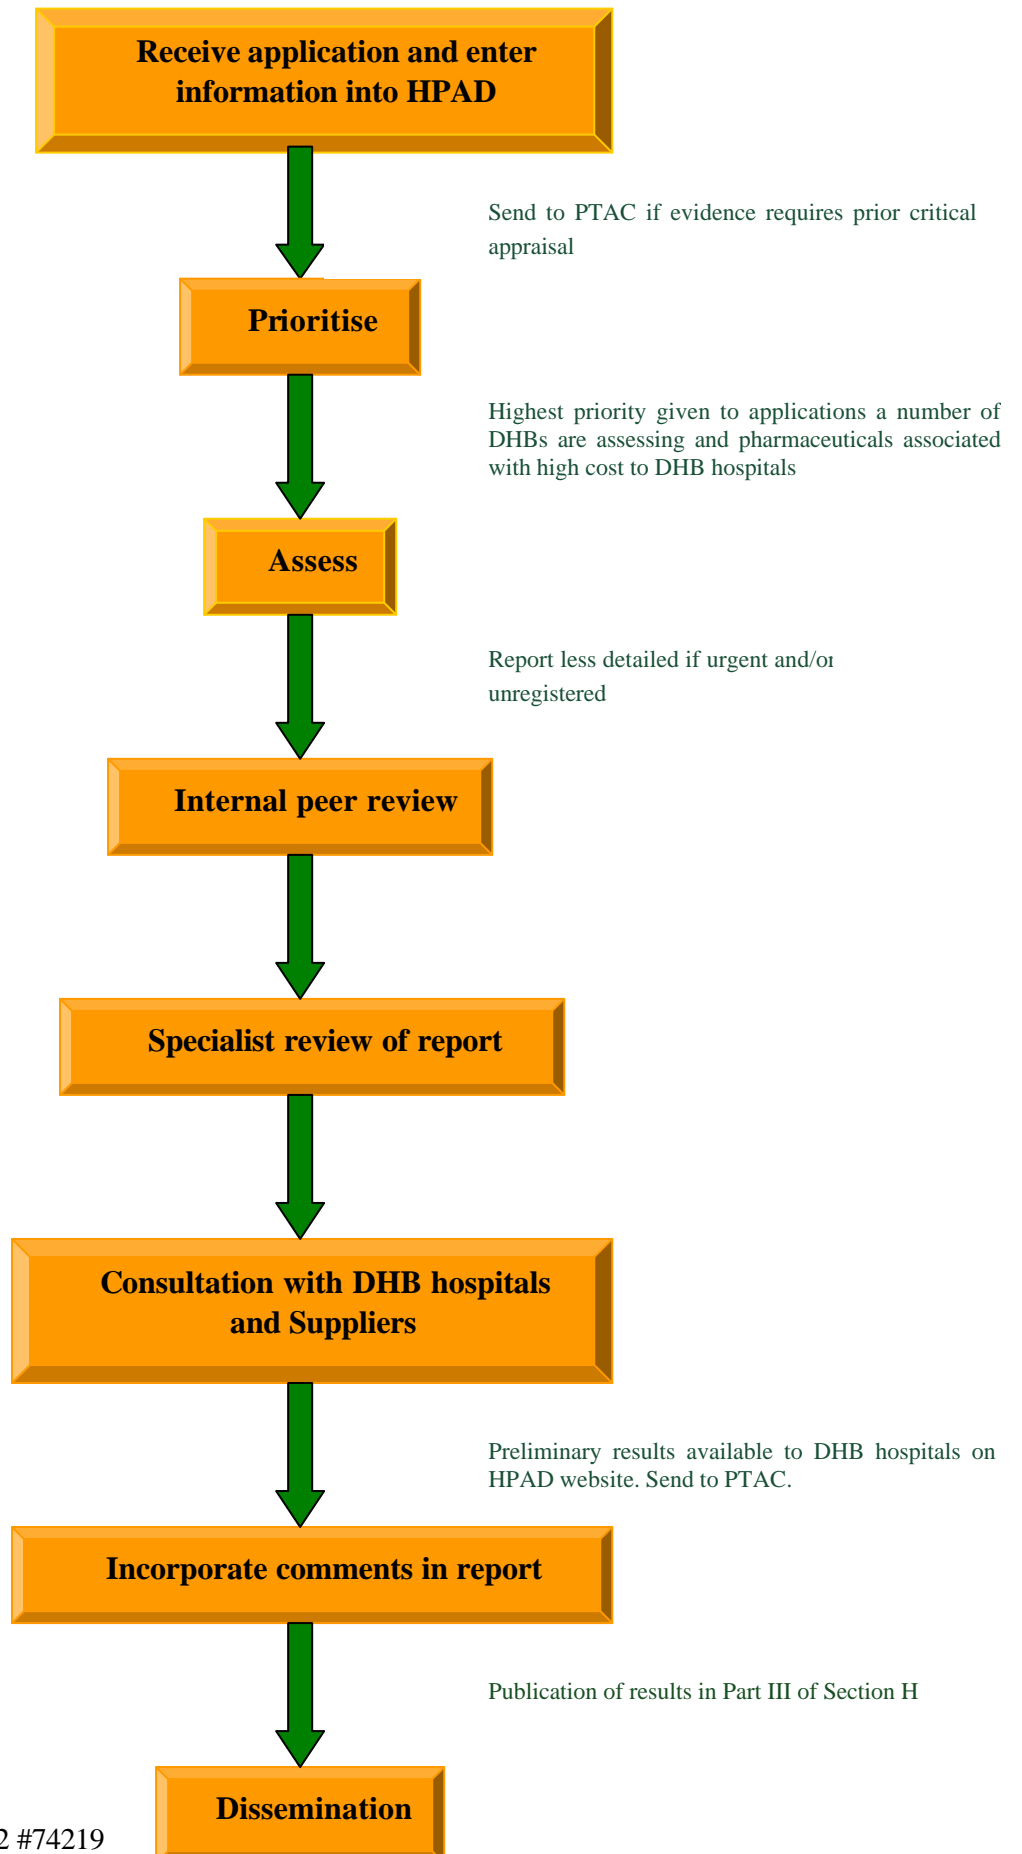 Receive application and enter
information into HPAD
Send to PTAC if evidence requires prior critical
appraisal
Prioritise
Highest priority given to applications a number of
DHBs are assessing and pharmaceuticals associated
with high cost to DHB hospitals
Assess
Report less detailed if urgent and/or
unregistered
Internal peer review
Specialist review of report
Consultation with DHB hospitals
and Suppliers
Preliminary results available to DHB hospitals on
HPAD website. Send to PTAC.
Incorporate comments in report
Publication of results in Part III of Section H
Dissemination
2 #74219